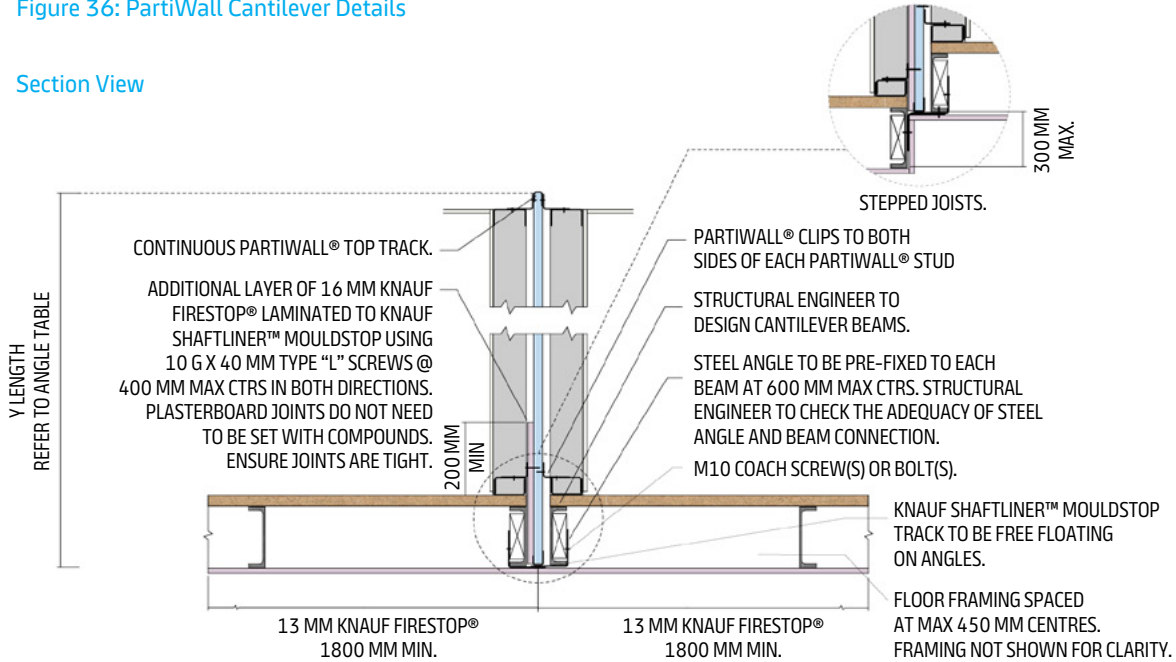 Figure 36: PartiWall Cantilever Details
Section View
300 MM
MAX.
STEPPED JOISTS.
Y LENGTH
REFER TO ANGLE TABLE
CONTINUOUS PARTIWALL® TOP TRACK.
ADDITIONAL LAYER OF 16 MM KNAUF
FIRESTOP® LAMINATED TO KNAUF
SHAFTLINER™ MOULDSTOP USING
10 G X 40 MM TYPE “L” SCREWS @
400 MM MAX CTRS IN BOTH DIRECTIONS.
PLASTERBOARD JOINTS DO NOT NEED
TO BE SET WITH COMPOUNDS.
ENSURE JOINTS ARE TIGHT.
200 MM
MIN
PARTIWALL® CLIPS TO BOTH
SIDES OF EACH PARTIWALL® STUD
STRUCTURAL ENGINEER TO
DESIGN CANTILEVER BEAMS.
STEEL ANGLE TO BE PRE-FIXED TO EACH
BEAM AT 600 MM MAX CTRS. STRUCTURAL
ENGINEER TO CHECK THE ADEQUACY OF STEEL
ANGLE AND BEAM CONNECTION.
M10 COACH SCREW(S) OR BOLT(S).
KNAUF SHAFTLINER™ MOULDSTOP
TRACK TO BE FREE FLOATING
ON ANGLES.
FLOOR FRAMING SPACED
AT MAX 450 MM CENTRES.
FRAMING NOT SHOWN FOR CLARITY.
13 MM KNAUF FIRESTOP®
1800 MM MIN.
13 MM KNAUF FIRESTOP®
1800 MM MIN.